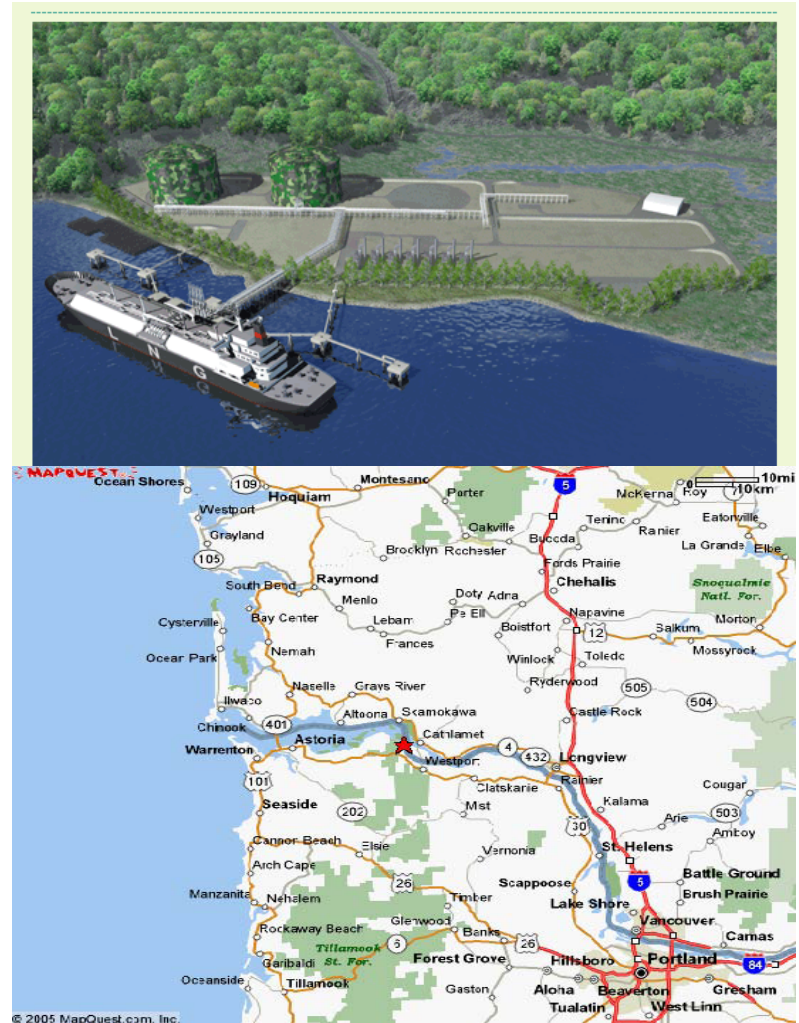 L N G
MAPQUEST
10mi
10km
Ocean Shores
109
Hoquiam
Montesano
Porter
5
McKenna
Roy
7
Westport
Grayland
Oakville
Tenino
Rainier
Eatonville
105
Brooklyn
Rochester
Bucoda
La Grande
Elbe
Fords Prairie
Raymond
Chehalis
Snoqualmie
Natl. For.
South Bend
Menlo
Doty
Adna
Bay Center
Lebam
Pe Ell
Napavine
Morton
Cysterville
Frances
Boistfort
12
Salkum
Mossyrock
Nemah
Ocean Park
Winlock
Toledo
Naselle
Grays River
Ryderwood
505
504
Ilwaco
Altoona
Skamokawa
Castle Rock
Chinook
401
Cathlamet
4
432
Longview
Warrenton
Astoria
Westport
101
Clatskanie
Rainier
Cougar
Seaside
202
Mist
Kalama
503
30
Ariel
Amboy
Cannon Beach
Elsie
Vernonia
St. Helens
Arch Cape
26
Scappoose
5
Battle Ground
Manzanita
Nehalem
Timber
Lake Shore
Brush Prairie
Rockaway Beach
Glenwood
Banks
Vancouver
Tillamook
St. For.
6
26
Camas
Garibaldi
Forest Grove
Hillsboro
Portland
84
Oceanside
Tillamook
Gaston
Aloha
Beaverton
Gresham
Tualatin
West Linn
© 2005 MapQuest.com, Inc.